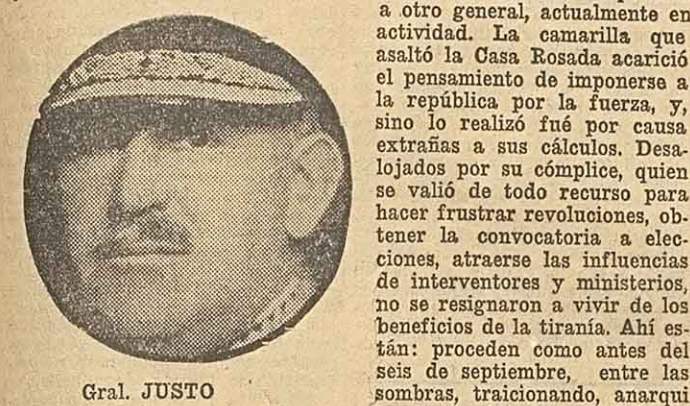 a otro general, actualmente en
actividad. La camarilla que
asaltó la Casa Rosada acarició
el pensamiento de imponerse a
la república por la fuerza, y,
sino lo realizó fué por causa
extrañas a sus cálculos. Desa-
lojados por su cómplice, quien
se valió de todo recurso para
hacer frustrar revoluciones, ob-
tener la convocatoria a elec-
ciones, atraerse las influencias
de interventores y ministerios,
no se resignaron a vivir de los
beneficios de la tiranía. Ahí es-
tán: proceden como antes del
seis de septiembre, entre las
sombras, traicionando, anarqui
Gral. JUSTO